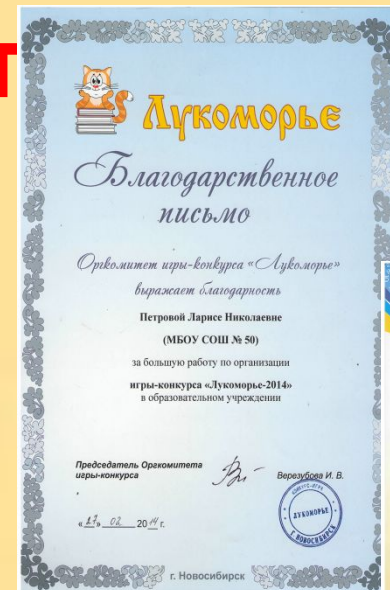 Лукоморье
Благодарственное
письмо
Оргкомитет игры-конкурса «Лукоморье»
выражает благодарность
Петровой Ларисе Николаевне
(МБОУ СОШ № 50)
за большую работу по организации
игры-конкурса «Лукоморье-2014»
в образовательном учреждении
Председатель Оргкомитета
игры-конкурса
Верезубова И. В.
КОНКУРС-ИГРА
ЛУКОМОРЬЕ
Г. НОВОСИБИРСК
«27» 02 2014 г.
г. Новосибирск